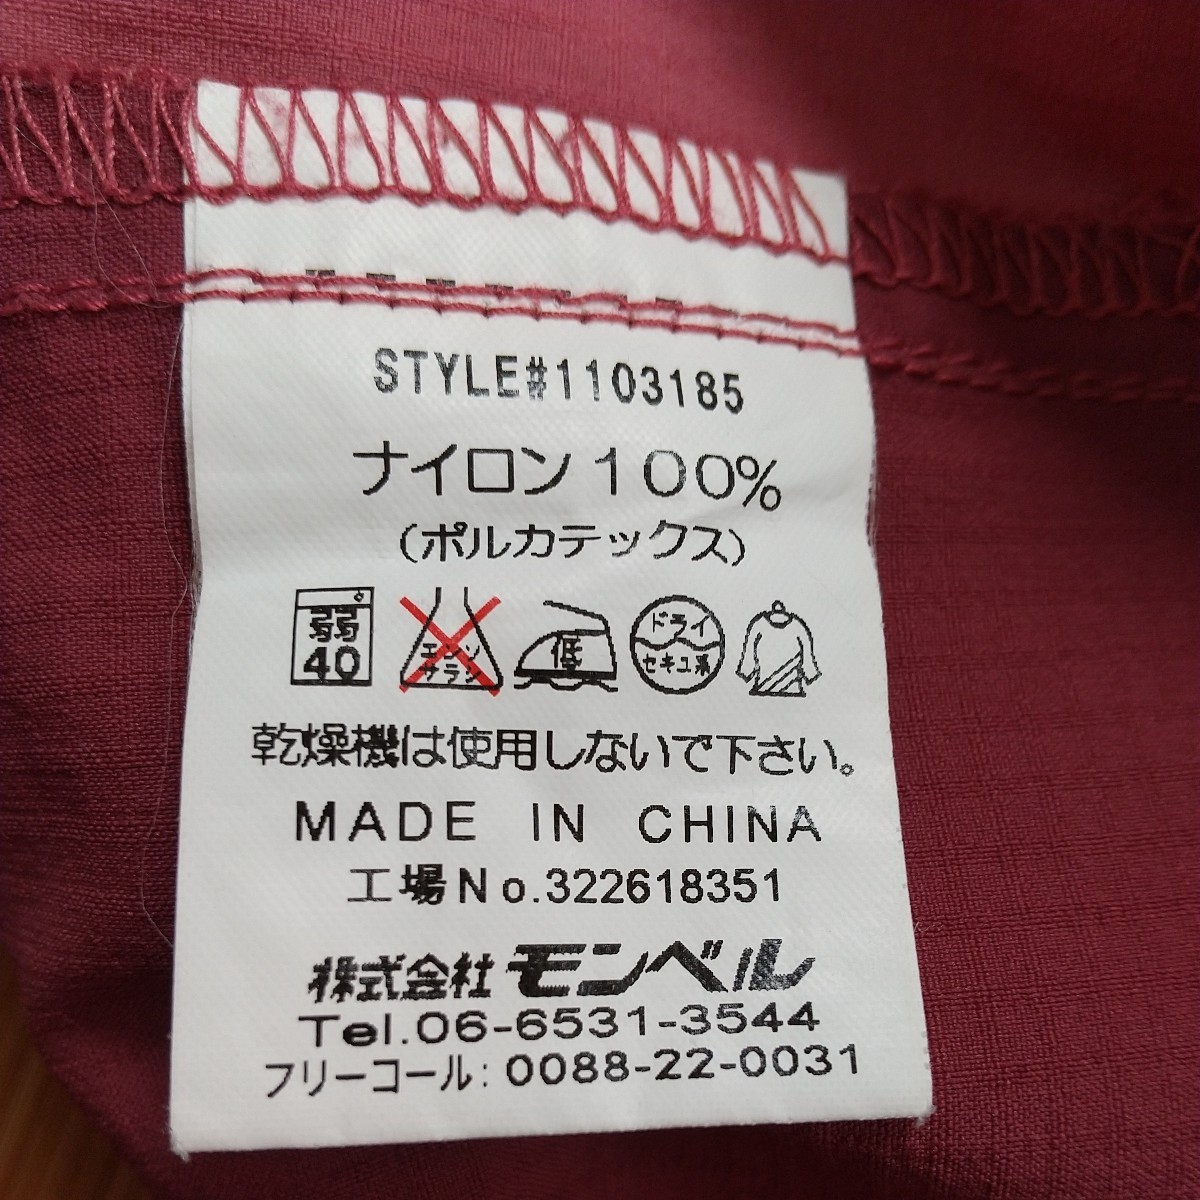 STYLE#1103185
ナイロン100%
(ポルカテックス)
弱 40 エンソサラシ 低 ドライ セキユ系
乾燥機は使用しないで下さい。
MADE IN CHINA
工場No.322618351
株式会社モンベル
Tel.06-6531-3544
フリーコール:0088-22-0031